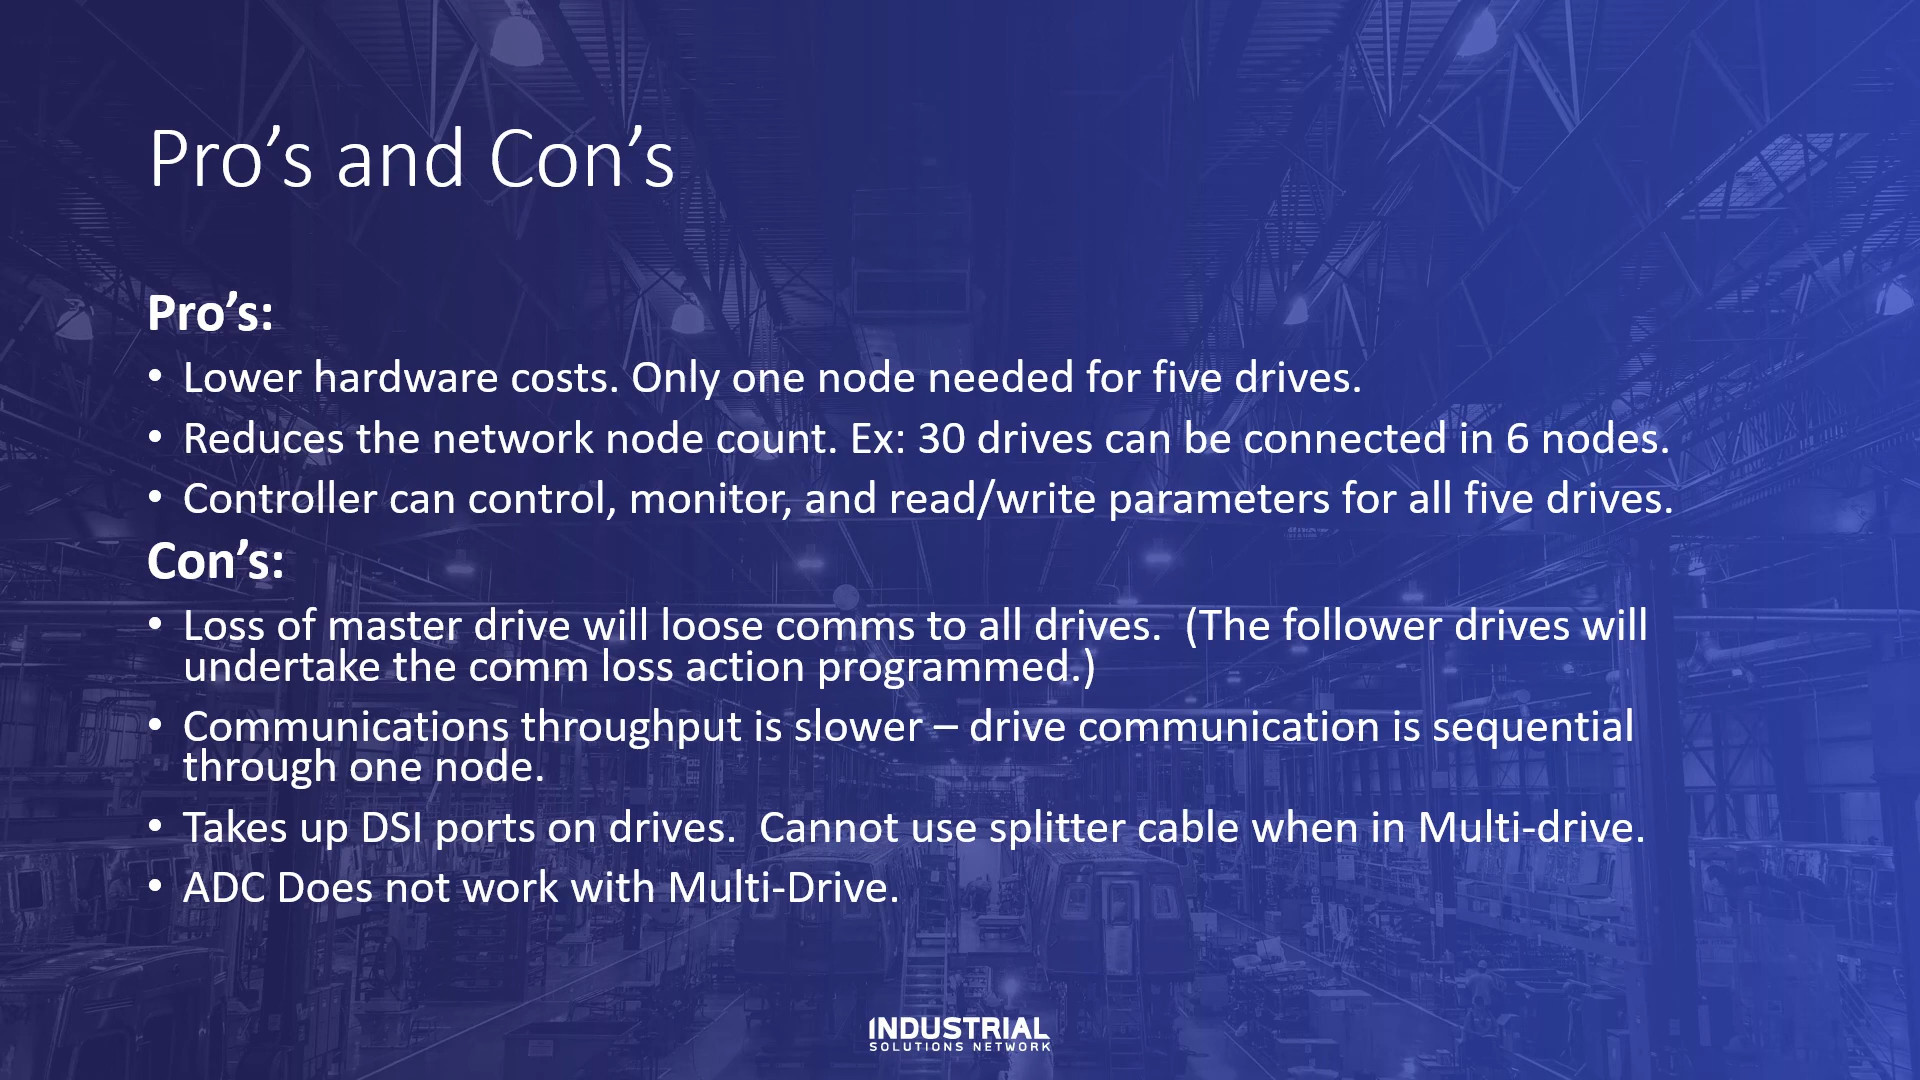 Pro’s and Con’s
Pro’s:
• Lower hardware costs. Only one node needed for five drives.
• Reduces the network node count. Ex: 30 drives can be connected in 6 nodes.
• Controller can control, monitor, and read/write parameters for all five drives.
Con’s:
• Loss of master drive will loose comms to all drives.  (The follower drives will
undertake the comm loss action programmed.)
• Communications throughput is slower – drive communication is sequential
through one node.
• Takes up DSI ports on drives.  Cannot use splitter cable when in Multi-drive.
• ADC Does not work with Multi-Drive.
INDUSTRIAL
SOLUTIONS NETWORK